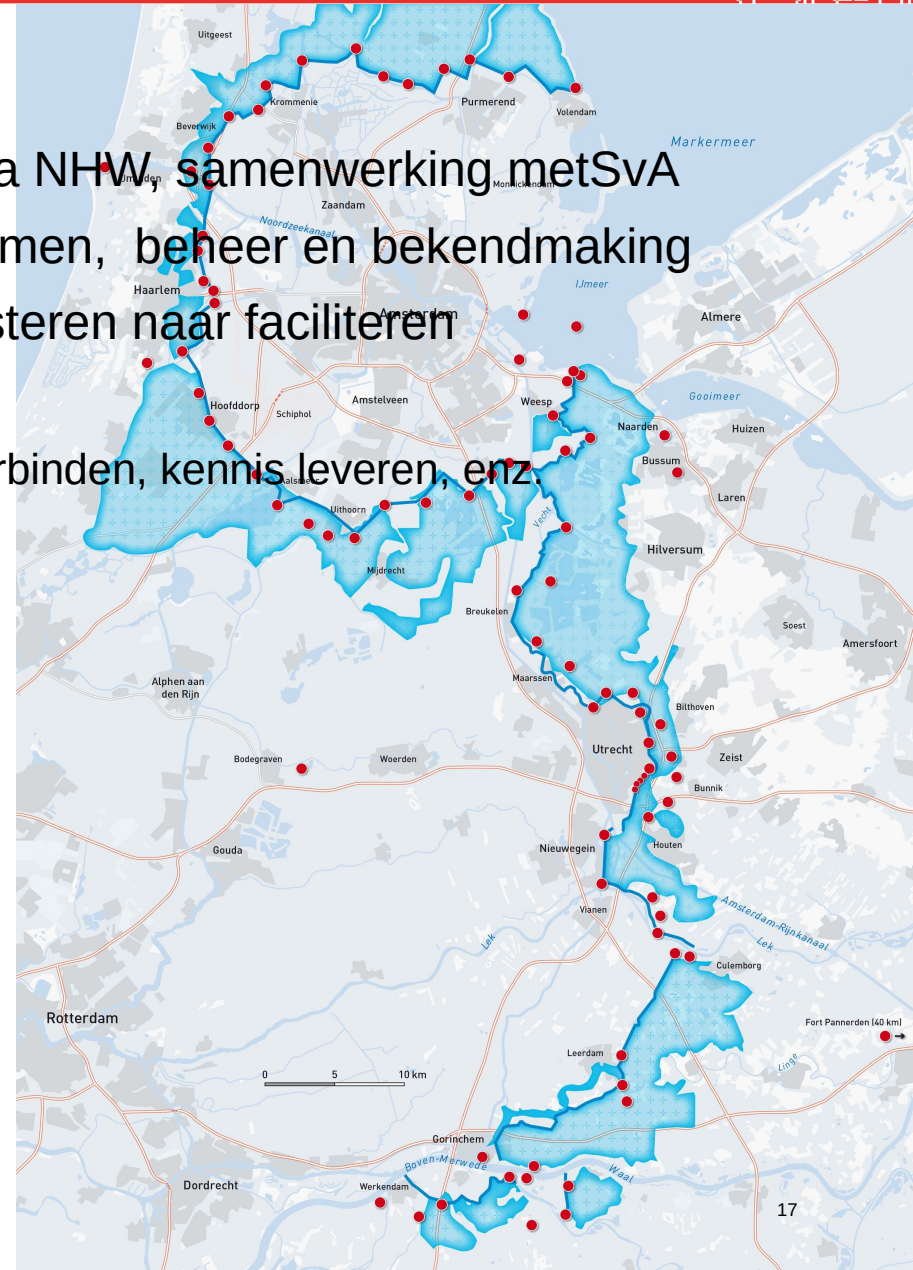 Uitgeest
Krommenie
Purmerend
Volendam
Beverwijk
Markermeer
a NHW, samenwerking metSvA
IJmuiden
Monnickendam
Zaandam
Noordzeekanaal
men,  beheer en bekendmaking
Haarlem
IJmeer
steren naar faciliteren
Amsterdam
Almere
Amstelveen
Weesp
Gooimeer
Hoofddorp
Schiphol
Naarden
Huizen
Bussum
rbinden, kennis leveren, enz.
Aalsmeer
Laren
Uithoorn
Vecht
Hilversum
Mijdrecht
Breukelen
Soest
Amersfoort
Maarssen
Alphen aan
den Rijn
Bilthoven
Utrecht
Bodegraven
Woerden
Zeist
Bunnik
Gouda
Nieuwegein
Houten
Vianen
Amsterdam-Rijnkanaal
Lek
Lek
Culemborg
Rotterdam
Fort Pannerden (40 km)
Leerdam
Linge
0 5 10 km
Gorinchem
Boven-Merwede
Waal
Dordrecht
Werkendam
17